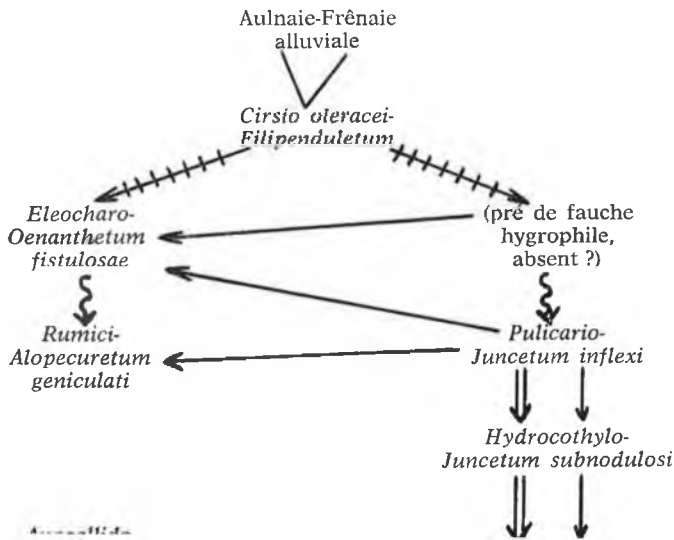 Aulnaie-Frênaie
alluviale
Cirsio oleracei-
Filipenduletum
Eleocharo-
Oenanthetum
fistulosae
(pré de fauche
hygrophile,
absent ?)
Rumici-
Alopecuretum
geniculati
Pulicario-
Juncetum inflexi
Hydrocothylo-
Juncetum subnodulosi